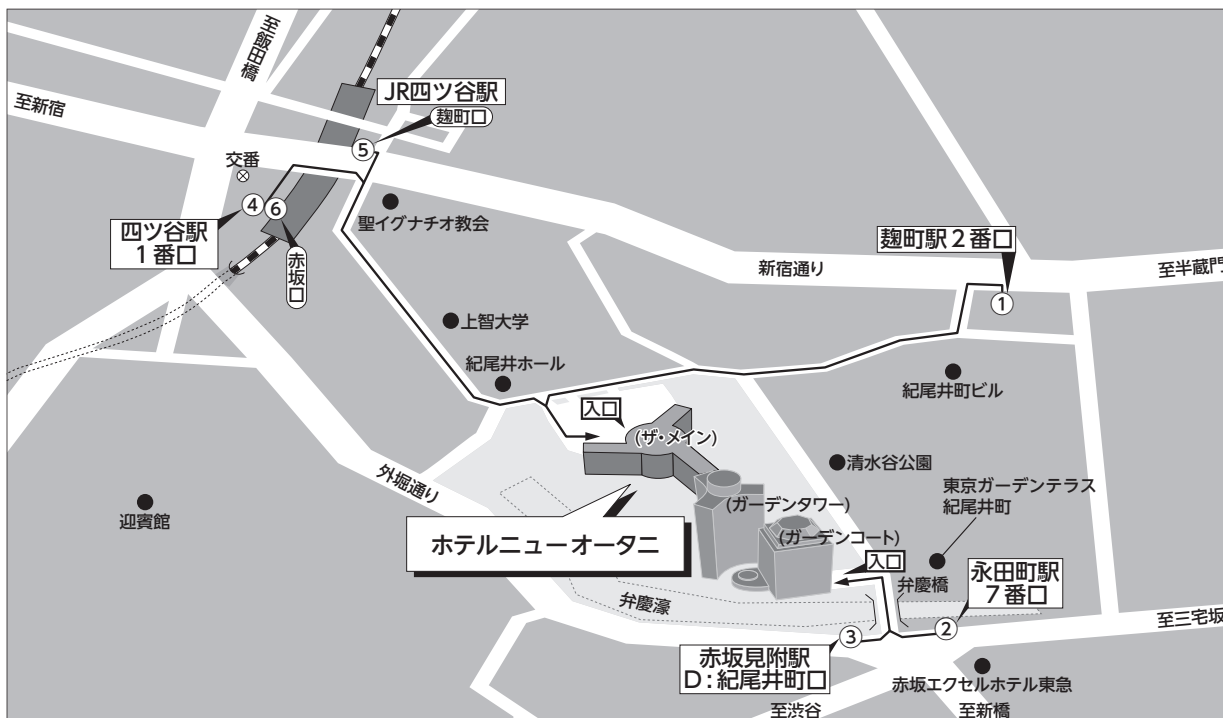 至飯田橋
至新宿
JR四ツ谷駅
麹町口
⑤
交番
④
⑥
四ツ谷駅
1番口
赤坂口
聖イグナチオ教会
麹町駅2番口
新宿通り
至半蔵門
①
上智大学
紀尾井ホール
紀尾井町ビル
入口
(ザ・メイン)
清水谷公園
外堀通り
東京ガーデンテラス
紀尾井町
迎賓館
(ガーデンタワー)
ホテルニューオータニ
(ガーデンコート)
入口
弁慶橋
永田町駅
7番口
弁慶濠
至三宅坂
③
②
赤坂見附駅
D:紀尾井町口
赤坂エクセルホテル東急
至渋谷
至新橋